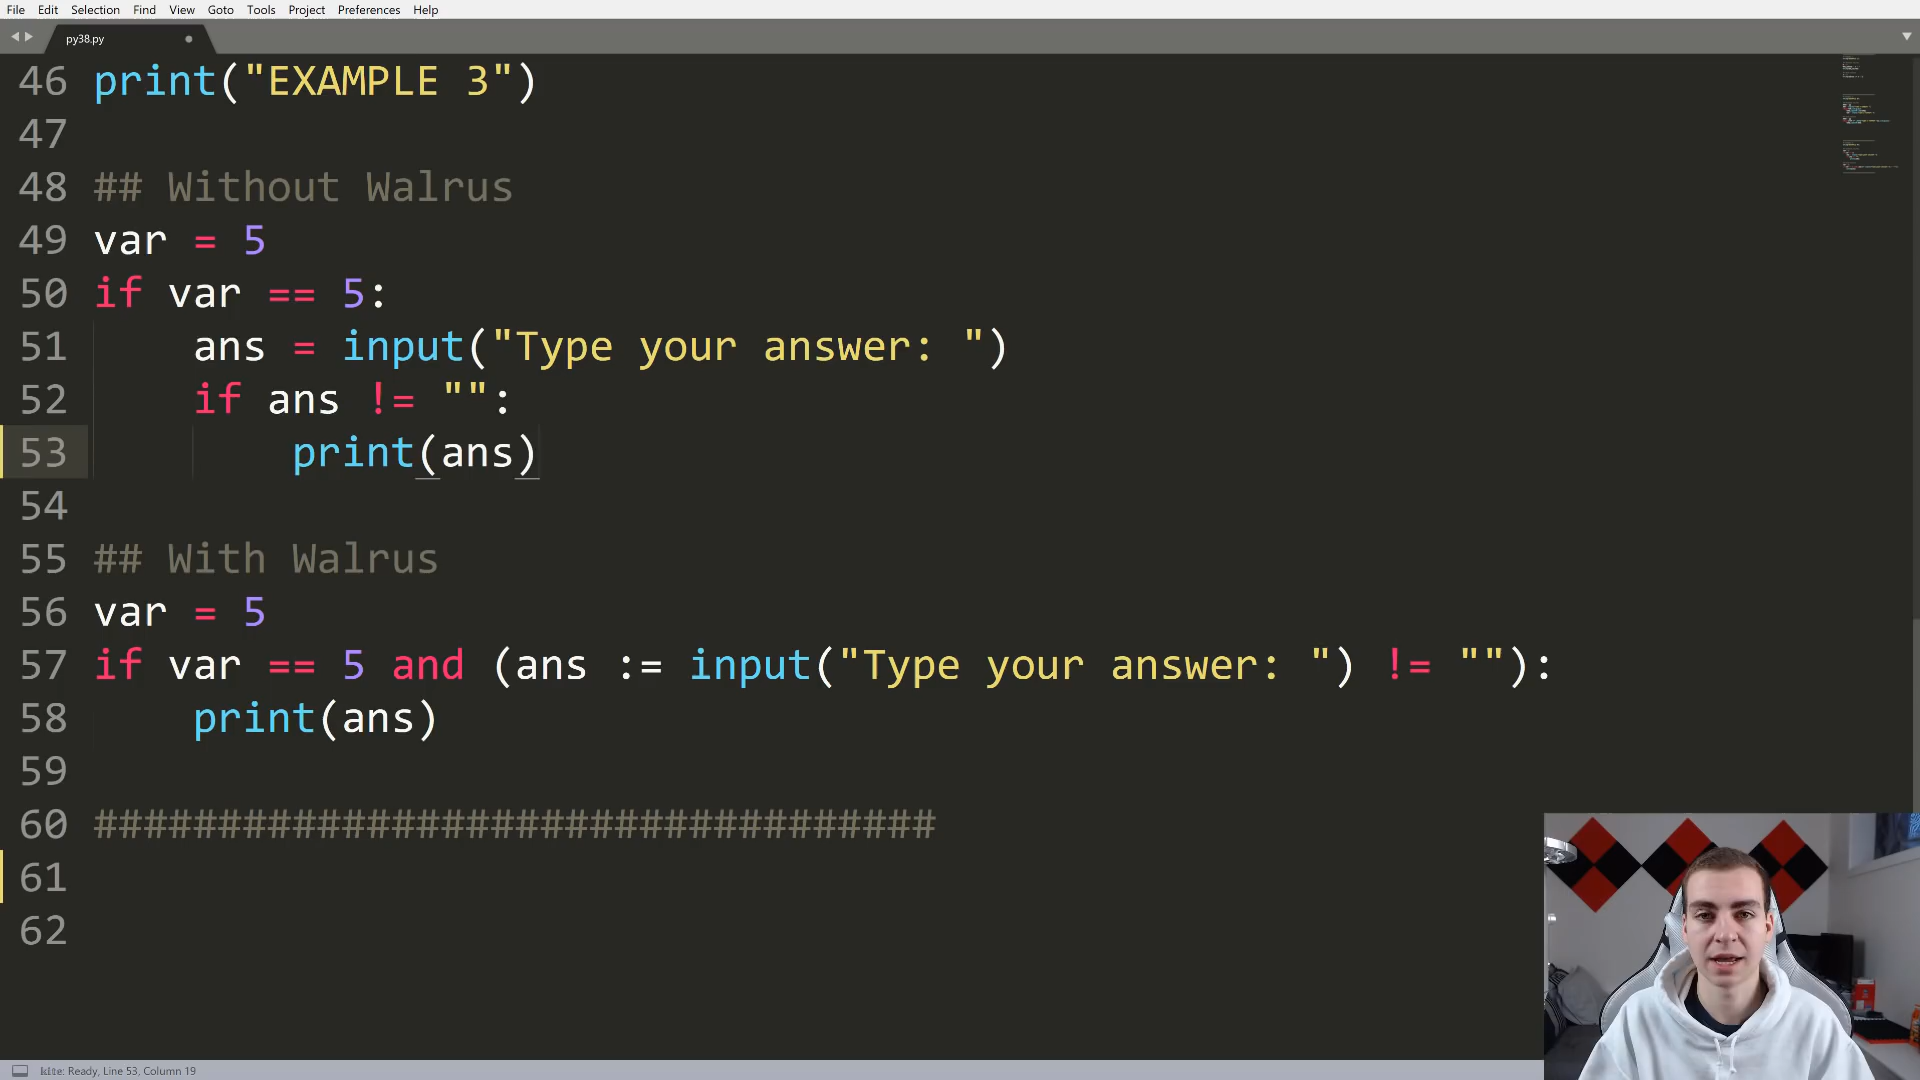 File Edit Selection Find View Goto Tools Project Preferences Help
py38.py
46 print("EXAMPLE 3")
47
48 ## Without Walrus
49 var = 5
50 if var == 5:
51 ans = input("Type your answer: ")
52 if ans != "":
53 print(ans)
54
55 ## With Walrus
56 var = 5
57 if var == 5 and (ans := input("Type your answer: ") != ""):
58 print(ans)
59
60 ##################################
61
62
kite: Ready, Line 53, Column 19